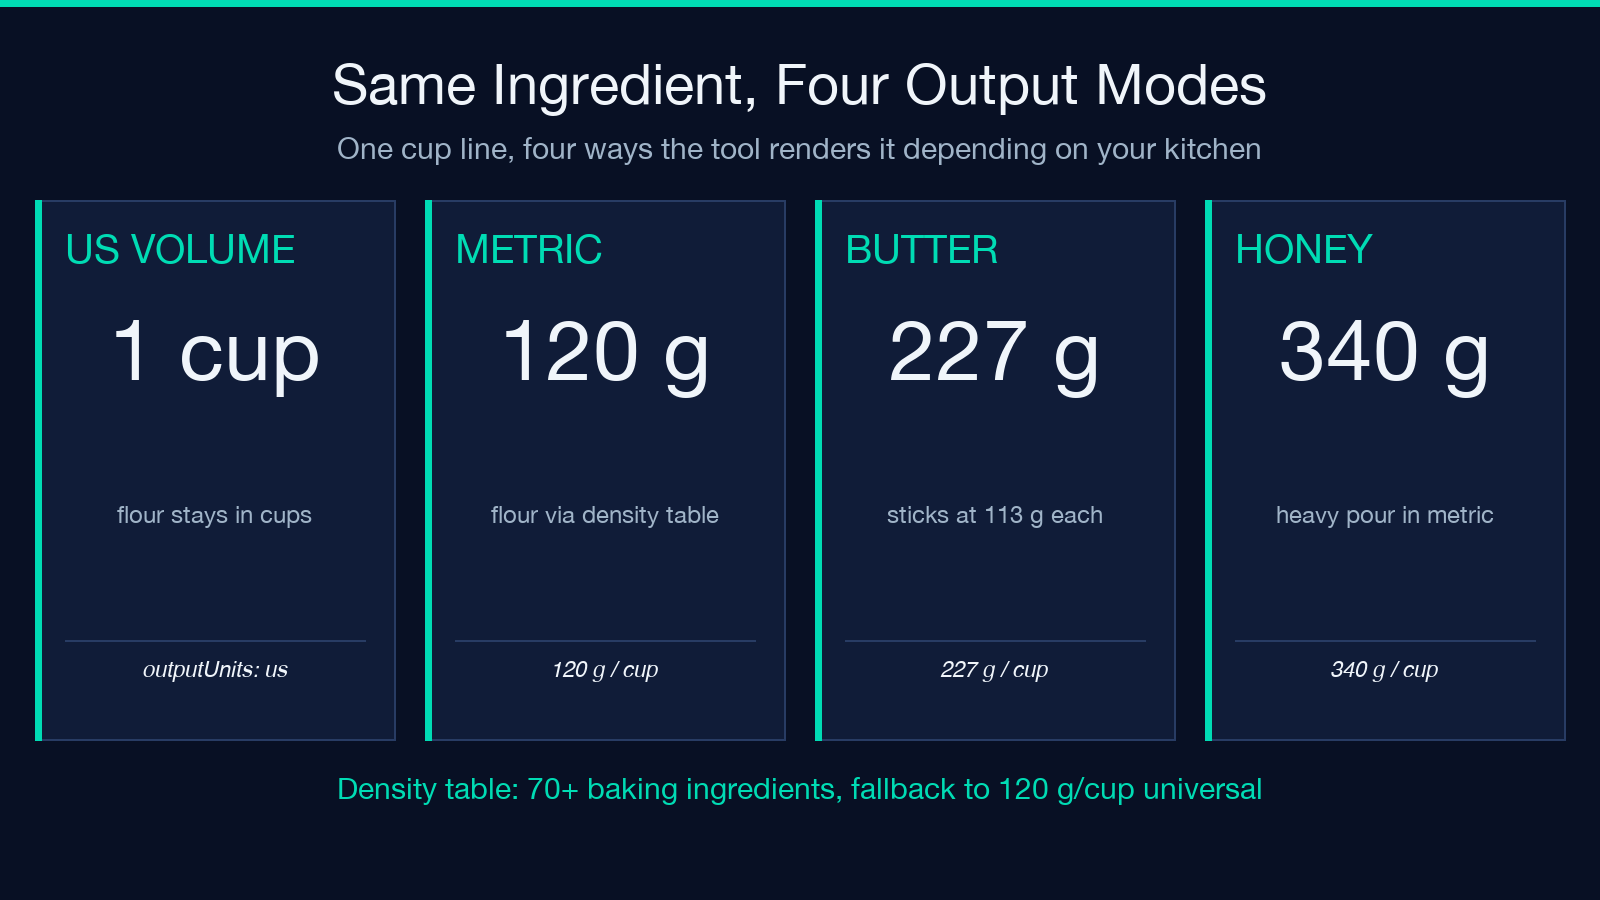 Same Ingredient, Four Output Modes
One cup line, four ways the tool renders it depending on your kitchen
US VOLUME
1 cup
flour stays in cups
outputUnits: us
METRIC
120 g
flour via density table
120 g / cup
BUTTER
227 g
sticks at 113 g each
227 g / cup
HONEY
340 g
heavy pour in metric
340 g / cup
Density table: 70+ baking ingredients, fallback to 120 g/cup universal